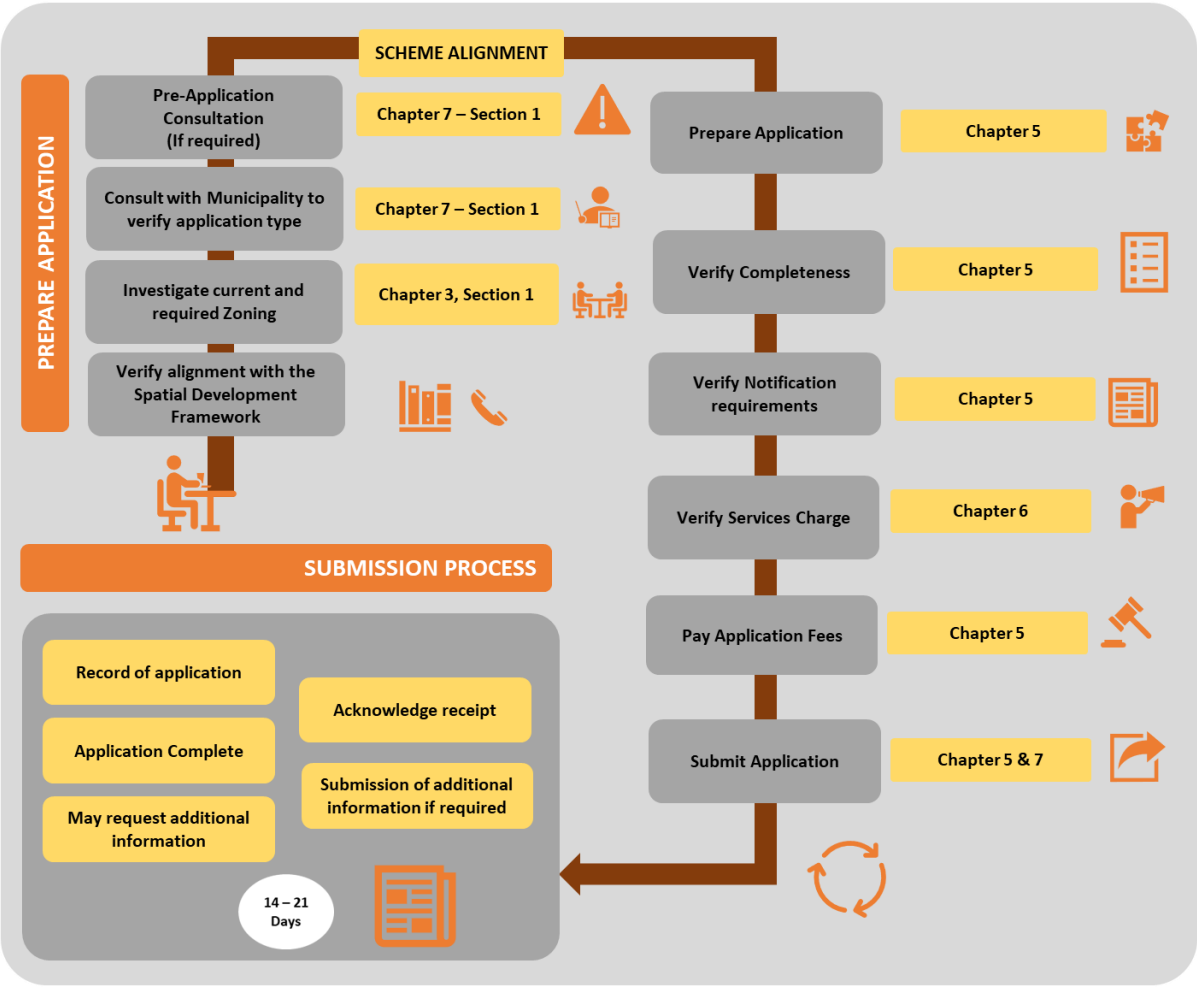 SCHEME ALIGNMENT
PREPARE APPLICATION
Pre-Application
Consultation
(If required)
Chapter 7 – Section 1
Consult with Municipality to
verify application type
Chapter 7 – Section 1
Investigate current and
required Zoning
Chapter 3, Section 1
Verify alignment with the
Spatial Development
Framework
Prepare Application
Chapter 5
Verify Completeness
Chapter 5
Verify Notification
requirements
Chapter 5
Verify Services Charge
Chapter 6
Pay Application Fees
Chapter 5
Submit Application
Chapter 5 & 7
SUBMISSION PROCESS
Record of application
Acknowledge receipt
Application Complete
Submission of additional
information if required
May request additional
information
14 – 21
Days